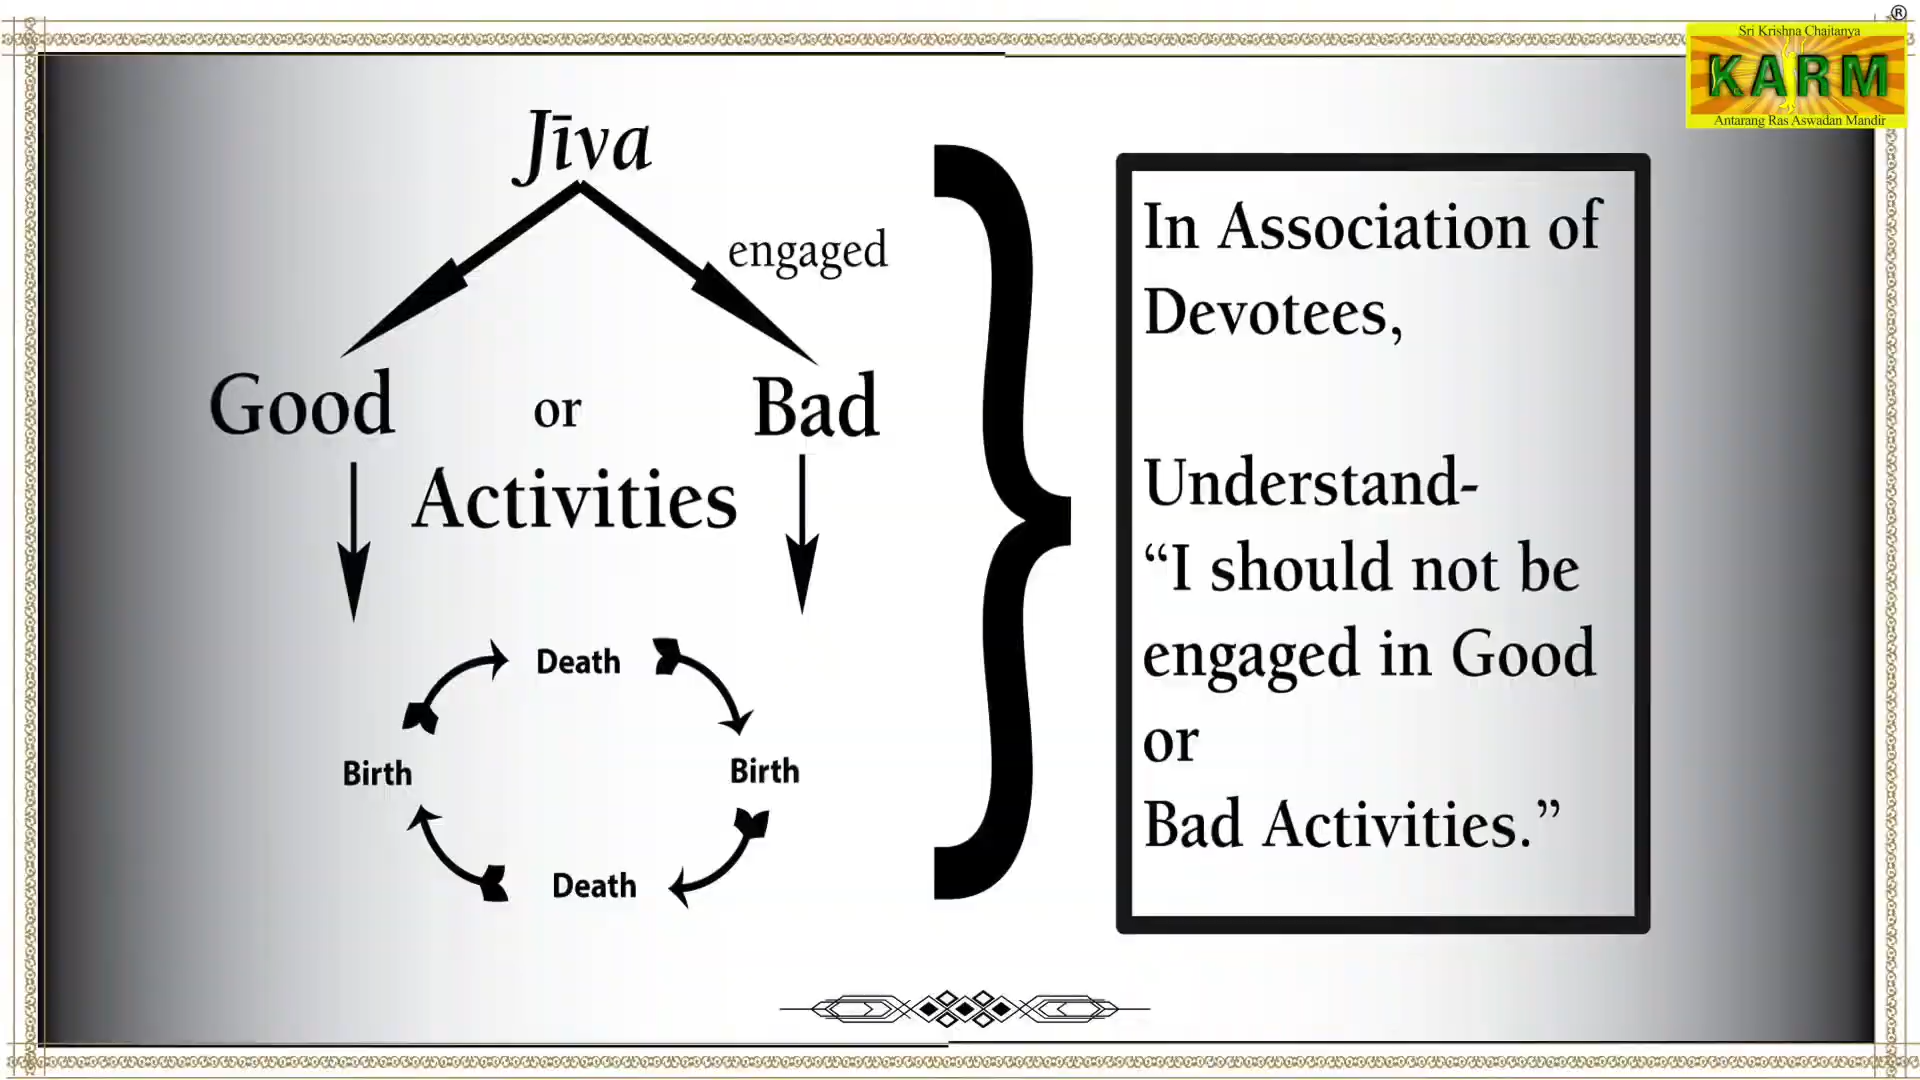 ®
Sri Krishna Chaitanya
KARM
Antarang Ras Aswadan Mandir
Jīva
engaged
Good or Bad
Activities
Death
Birth Birth
Death
In Association of
Devotees,
Understand-
“I should not be
engaged in Good
or
Bad Activities.”